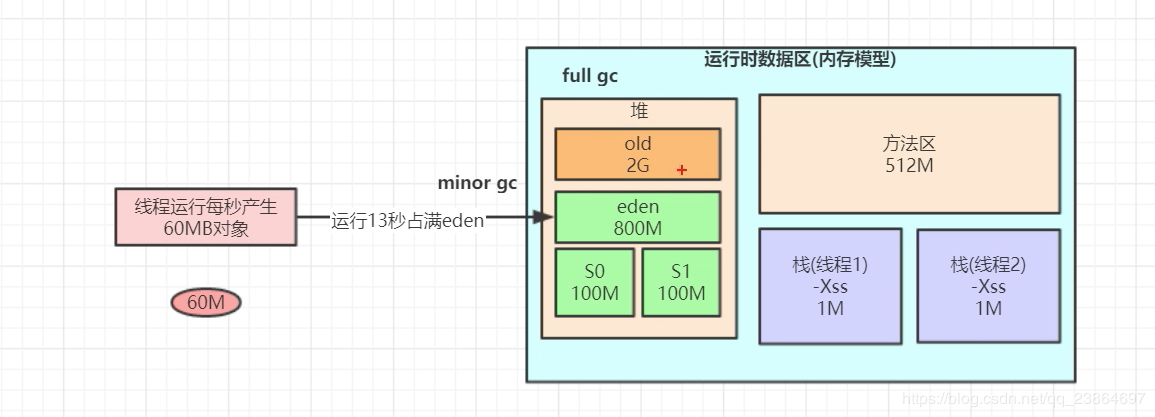 线程运行每秒产生
60MB对象
60M
运行13秒占满eden
minor gc
运行时数据区(内存模型)
full gc
堆
old
2G
eden
800M
S0
100M
S1
100M
方法区
512M
栈(线程1)
-Xss
1M
栈(线程2)
-Xss
1M
https://blog.csdn.net/qq_23864697